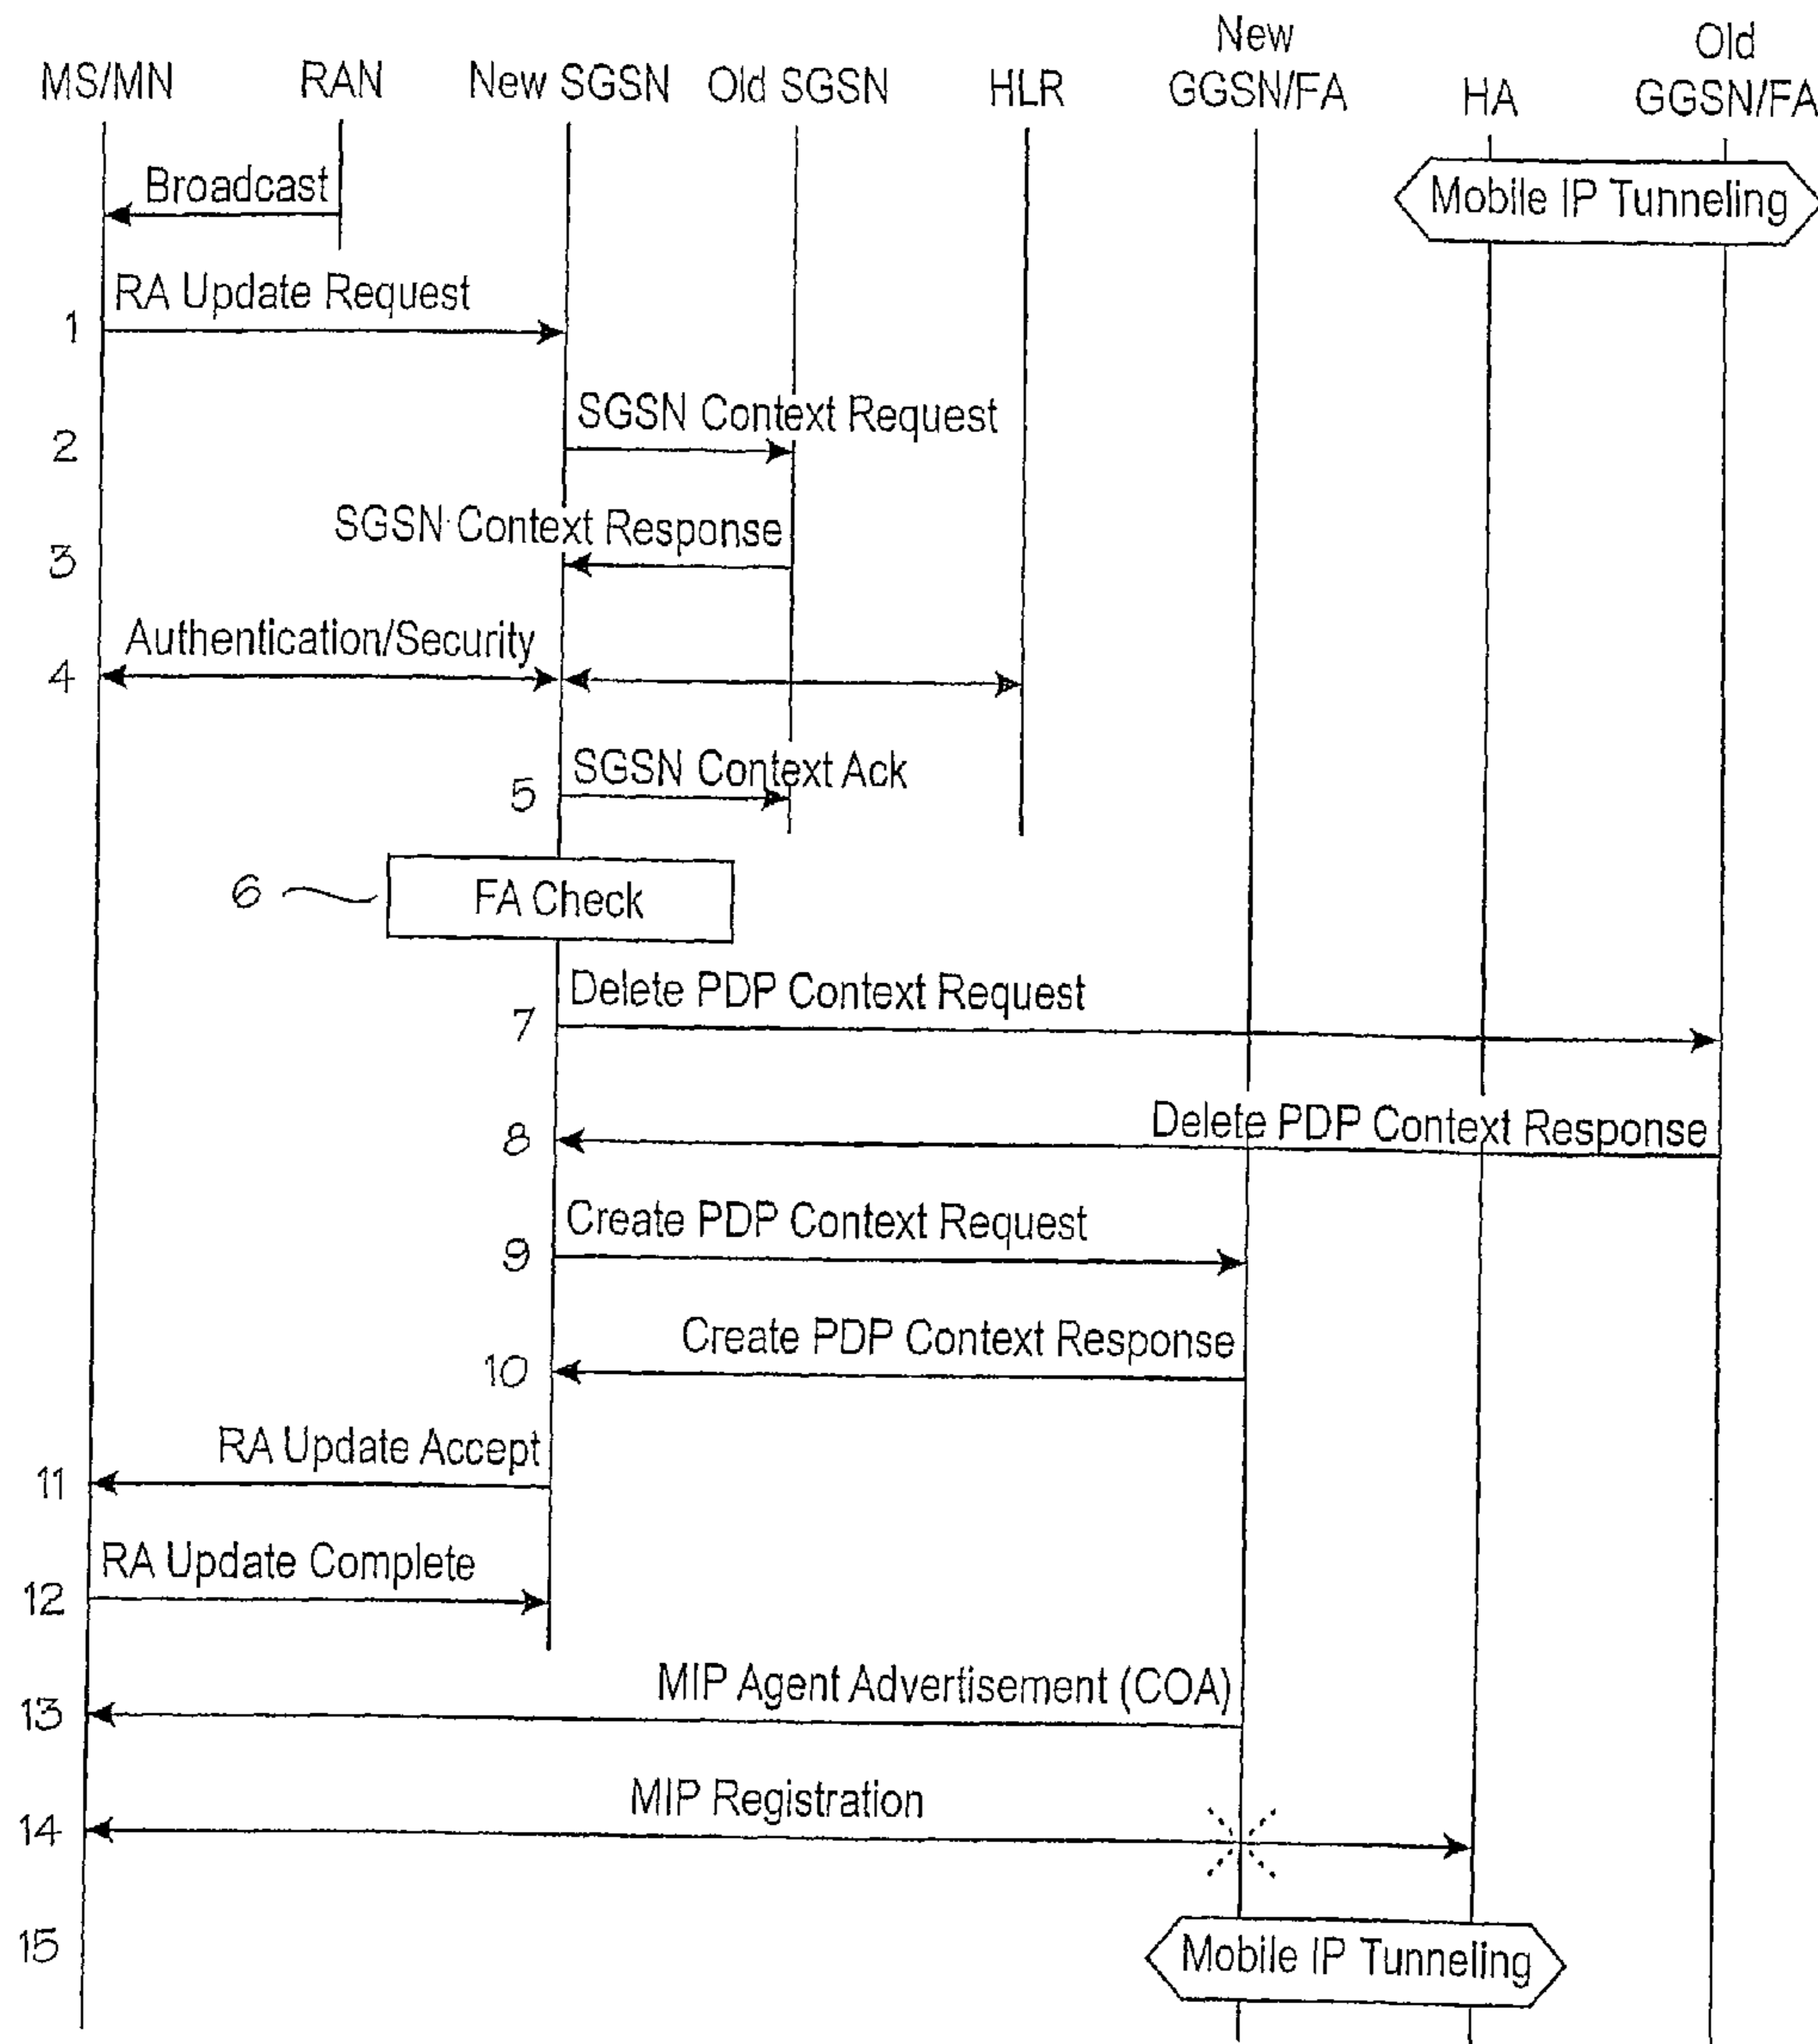 MS/MN
RAN
New SGSN
Old SGSN
HLR
New
GGSN/FA
HA
Old
GGSN/FA
Broadcast
Mobile IP Tunneling
RA Update Request
1
SGSN Context Request
2
SGSN Context Response
3
Authentication/Security
4
SGSN Context Ack
5
6
FA Check
Delete PDP Context Request
7
Delete PDP Context Response
8
Create PDP Context Request
9
Create PDP Context Response
10
RA Update Accept
11
RA Update Complete
12
MIP Agent Advertisement (COA)
13
MIP Registration
14
15
Mobile IP Tunneling